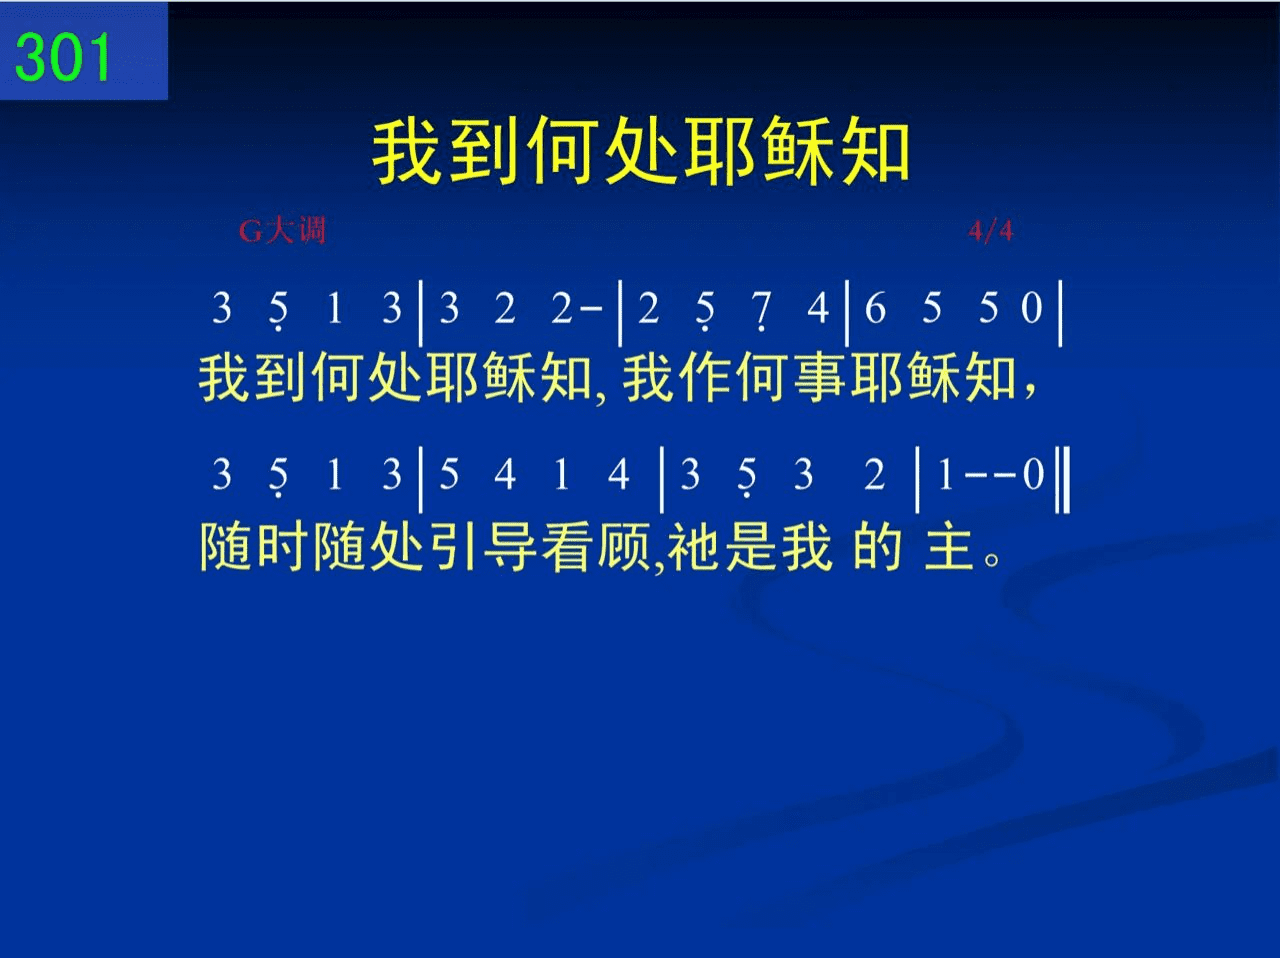 301
我到何处耶稣知
G大调 4/4
3 5̣ 1 3|3 2 2-|2 5̣ 7̣ 4|6 5 5 0|
我到何处耶稣知, 我作何事耶稣知，
3 5̣ 1 3|5 4 1 4|3 5̣ 3 2|1--0‖
随时随处引导看顾,祂是我 的 主。